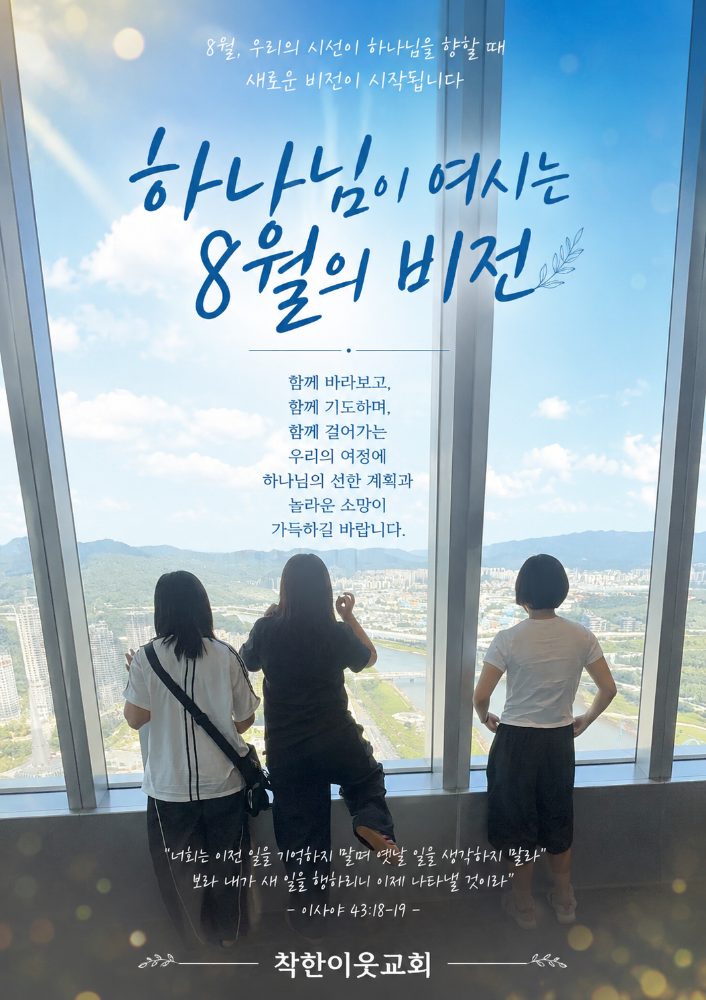 8월, 우리의 시선이 하나님을 향할 때
새로운 비전이 시작됩니다
하나님이 여시는
8월의 비전
함께 바라보고,
함께 기도하며,
함께 걸어가는
우리의 여정에
하나님의 선한 계획과
놀라운 소망이
가득하길 바랍니다.
"너희는 이전 일을 기억하지 말며 옛날 일을 생각하지 말라"
보라 내가 새 일을 행하리니 이제 나타낼 것이라"
- 이사야 43:18-19 -
착한이웃교회